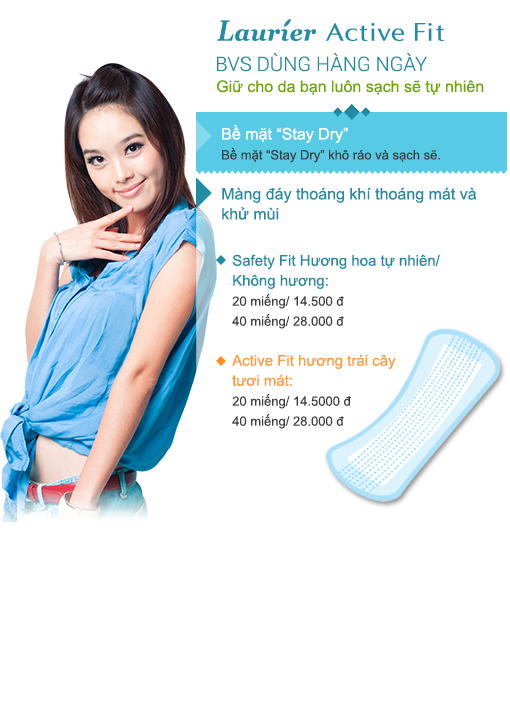 Laurier Active Fit
BVS DÙNG HÀNG NGÀY
Giữ cho da bạn luôn sạch sẽ tự nhiên
Bề mặt “Stay Dry”
Bề mặt “Stay Dry” khô ráo và sạch sẽ.
Màng đáy thoáng khí thoáng mát và
khử mùi
Safety Fit Hương hoa tự nhiên/
Không hương:
20 miếng/ 14.500 đ
40 miếng/ 28.000 đ
Active Fit hương trái cây
tươi mát:
20 miếng/ 14.5000 đ
40 miếng/ 28.000 đ